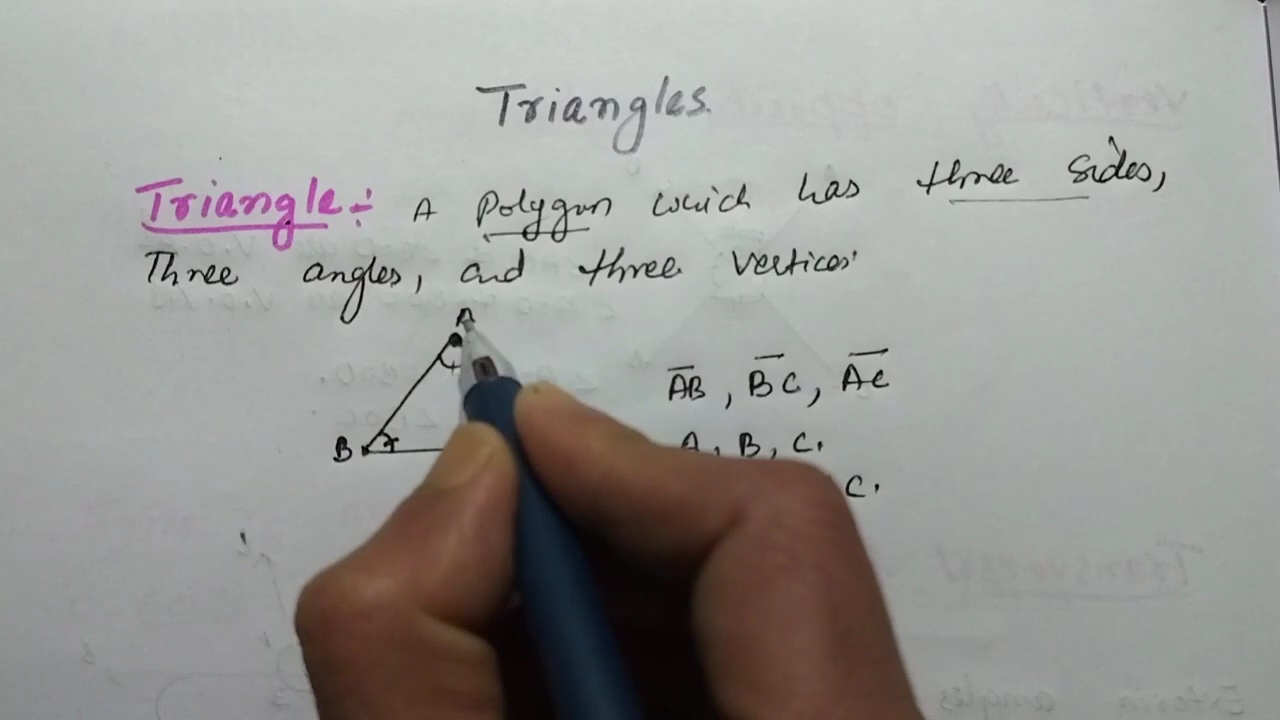 Triangles.
Triangle:- A Polygon which has three sides,
Three angles, and three vertices.
A
B
AB, BC, AC
A, B, C.
C.